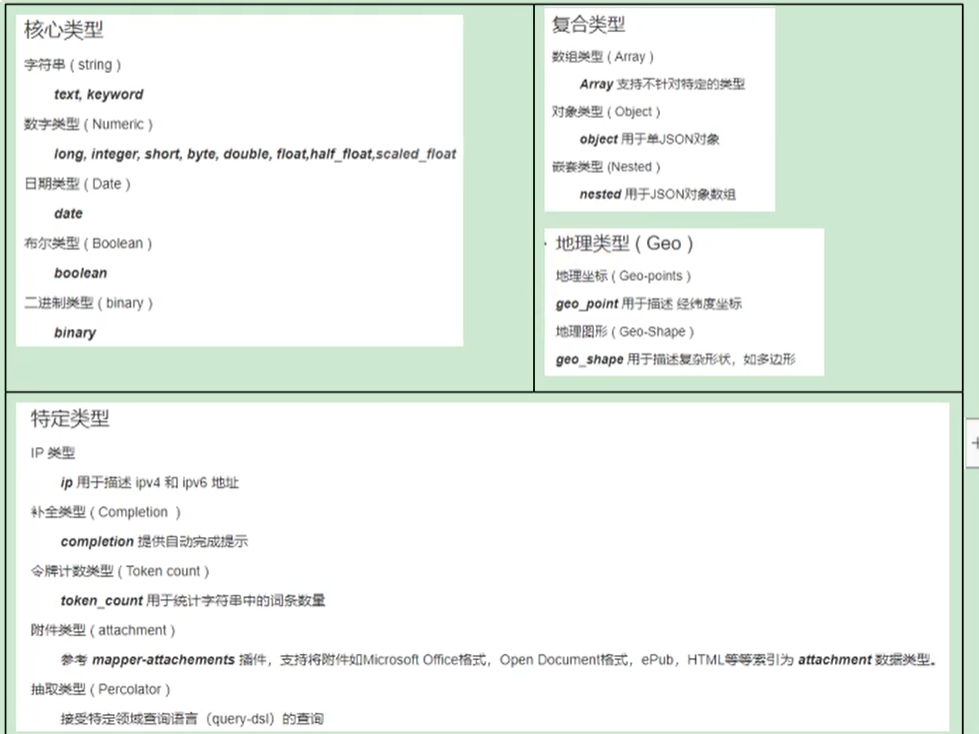 核心类型
字符串 ( string )
text, keyword
数字类型 ( Numeric )
long, integer, short, byte, double, float,half_float,scaled_float
日期类型 ( Date )
date
布尔类型 ( Boolean )
boolean
二进制类型 ( binary )
binary
复合类型
数组类型 ( Array )
Array 支持不针对特定的类型
对象类型 ( Object )
object 用于单JSON对象
嵌套类型 (Nested )
nested 用于JSON对象数组
地理类型 ( Geo )
地理坐标 ( Geo-points )
geo_point 用于描述 经纬度坐标
地理图形 ( Geo-Shape )
geo_shape 用于描述复杂形状，如多边形
特定类型
IP 类型
ip 用于描述 ipv4 和 ipv6 地址
补全类型 ( Completion )
completion 提供自动完成提示
令牌计数类型 ( Token count )
token_count 用于统计字符串中的词条数量
附件类型 ( attachment )
参考 mapper-attachements 插件，支持将附件如Microsoft Office格式，Open Document格式，ePub，HTML等等索引为 attachment 数据类型。
抽取类型 ( Percolator )
接受特定领域查询语言（query-dsl）的查询